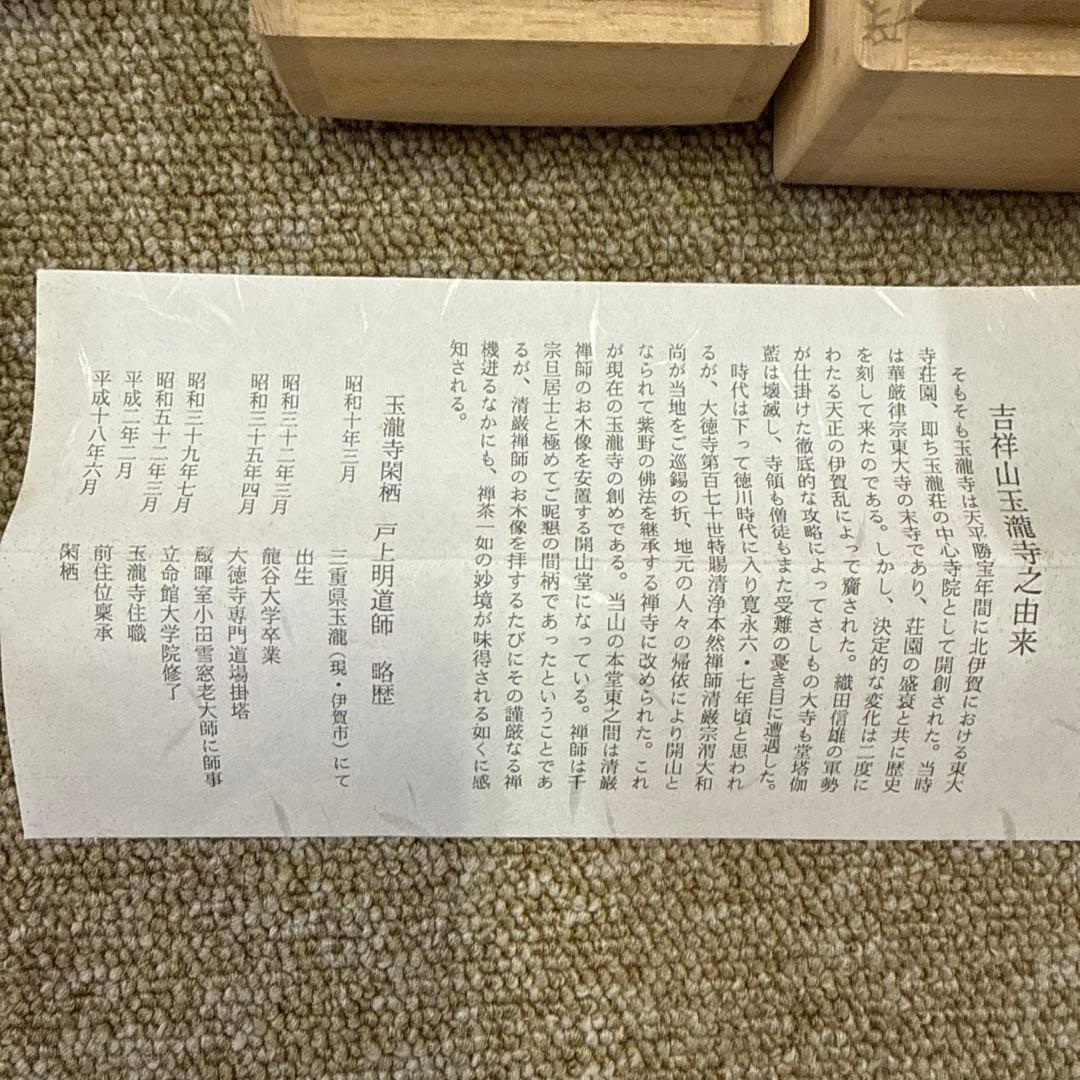 吉祥山玉瀧寺之由来
そもそも玉瀧寺は天平勝宝年間に北伊賀における東大
寺荘園、即ち玉瀧荘の中心寺院として開創された。当時
は華厳律宗東大寺の末寺であり、荘園の盛衰と共に歴史
を刻して来たのである。しかし、決定的な変化は二度に
わたる天正の伊賀乱によって齎された。織田信雄の軍勢
が仕掛けた徹底的な攻略によってさしもの大寺も堂塔伽
藍は壊滅し、寺領も僧徒もまた受難の憂き目に遭遇した。
時代は下って徳川時代に入り寛永六・七年頃と思われ
るが、大徳寺第百七十世特賜清浄本然禅師清厳宗渭大和
尚が当地をご巡錫の折、地元の人々の帰依により開山と
なられて紫野の佛法を継承する禅寺に改められた。これ
が現在の玉瀧寺の創めである。当山の本堂東之間は清厳
禅師のお木像を安置する開山堂になっている。禅師は千
宗旦居士と極めてご昵懇の間柄であったということであ
るが、清厳禅師のお木像を拝するたびにその謹厳なる禅
機迸るなかにも、禅茶一如の妙境が味得される如くに感
知される。
玉瀧寺閑栖 戸上明道師 略歴
昭和十年三月 三重県玉瀧（現・伊賀市）にて
出生
昭和三十二年三月 龍谷大学卒業
昭和三十五年四月 大徳寺専門道場掛塔
蔵暉室小田雪窓老大師に師事
昭和三十九年七月 立命館大学院修了
昭和五十二年三月 玉瀧寺住職
平成二年二月 前住位稟承
平成十八年六月 閑栖